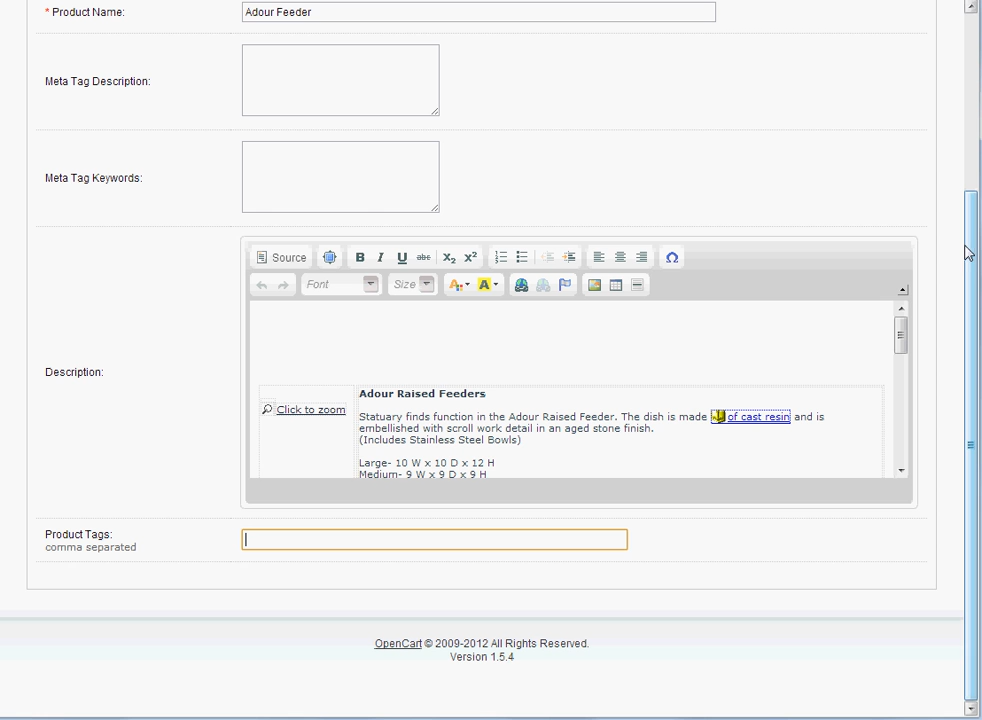 * Product Name: Adour Feeder
Meta Tag Description:
Meta Tag Keywords:
Source B I U abc X2 X2 Ω
Font Size A A
Description:
Click to zoom
Adour Raised Feeders
Statuary finds function in the Adour Raised Feeder. The dish is made of cast resin and is
embellished with scroll work detail in an aged stone finish.
(Includes Stainless Steel Bowls)
Large- 10 W x 10 D x 12 H
Medium- 9 W x 9 D x 9 H
Product Tags:
comma separated
OpenCart © 2009-2012 All Rights Reserved.
Version 1.5.4